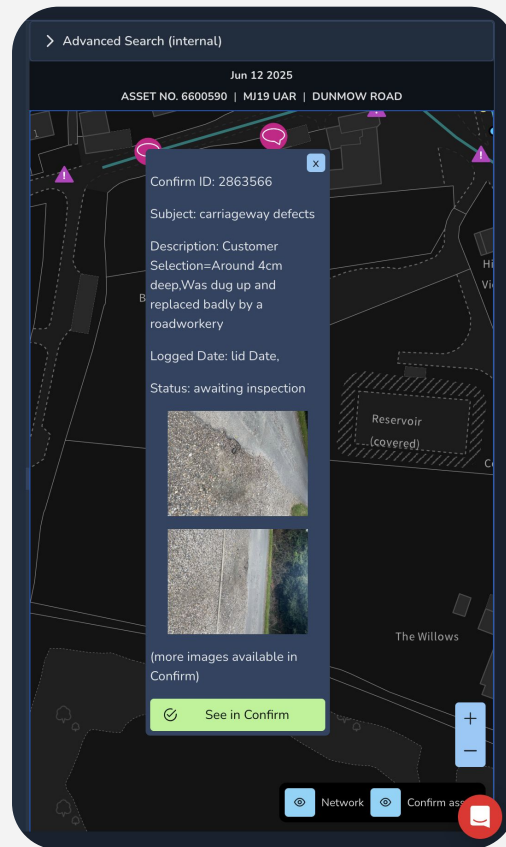 Advanced Search (internal)
Jun 12 2025
ASSET NO. 6600590 | MJ19 UAR | DUNMOW ROAD
x
Confirm ID: 2863566
Subject: carriageway defects
Description: Customer
Selection=Around 4cm
deep,Was dug up and
replaced badly by a
roadworkery
Logged Date: lid Date,
Status: awaiting inspection
Reservoir
(covered)
The Willows
(more images available in
Confirm)
See in Confirm
+
−
Network
Confirm